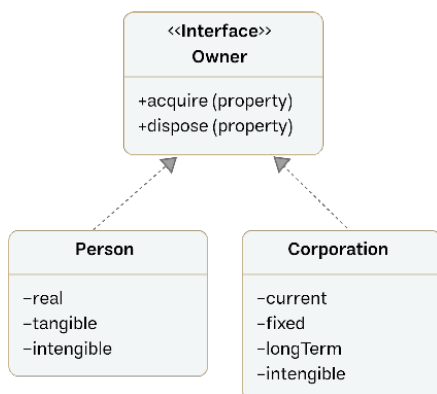 <<Interface>>
Owner
+acquire (property)
+dispose (property)
Person
-real
-tangible
-intengible
Corporation
-current
-fixed
-longTerm
-intengible